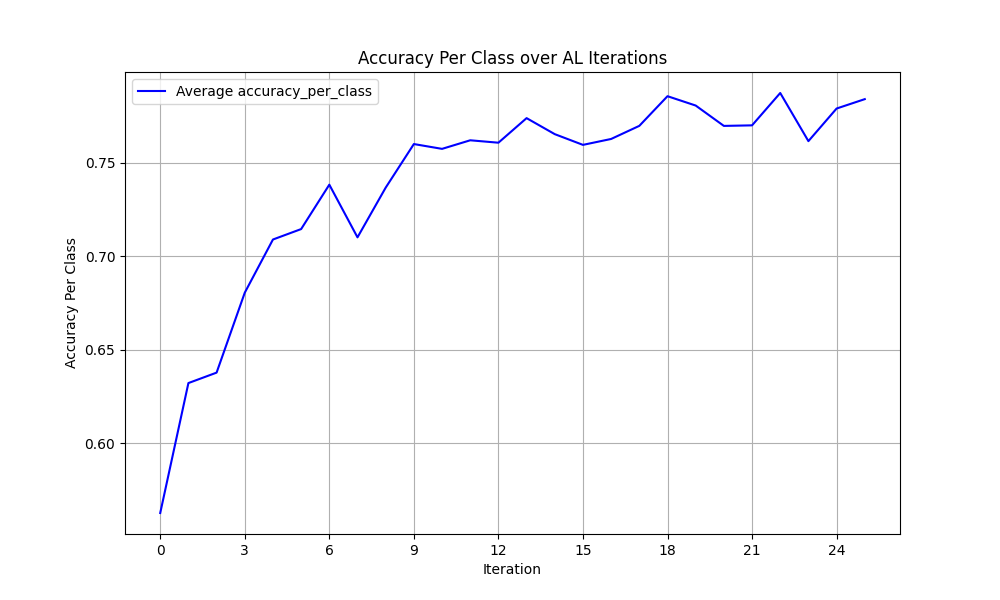 Accuracy Per Class over AL Iterations
Average accuracy_per_class
Accuracy Per Class
0.75
0.70
0.65
0.60
0 3 6 9 12 15 18 21 24
Iteration